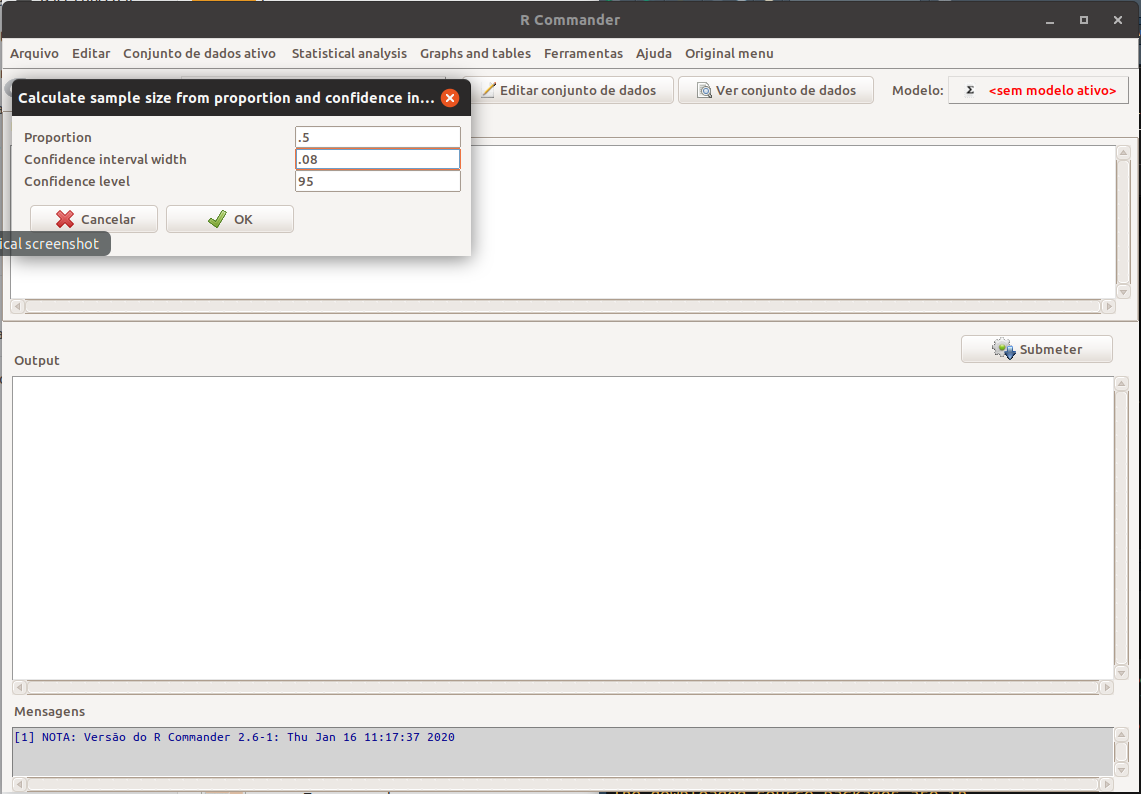 R Commander
Arquivo Editar Conjunto de dados ativo Statistical analysis Graphs and tables Ferramentas Ajuda Original menu
Calculate sample size from proportion and confidence in...
Editar conjunto de dados Ver conjunto de dados Modelo: Σ <sem modelo ativo>
Proportion .5
Confidence interval width .08
Confidence level 95
Cancelar OK
ical screenshot
Submeter
Output
Mensagens
[1] NOTA: Versão do R Commander 2.6-1: Thu Jan 16 11:17:37 2020